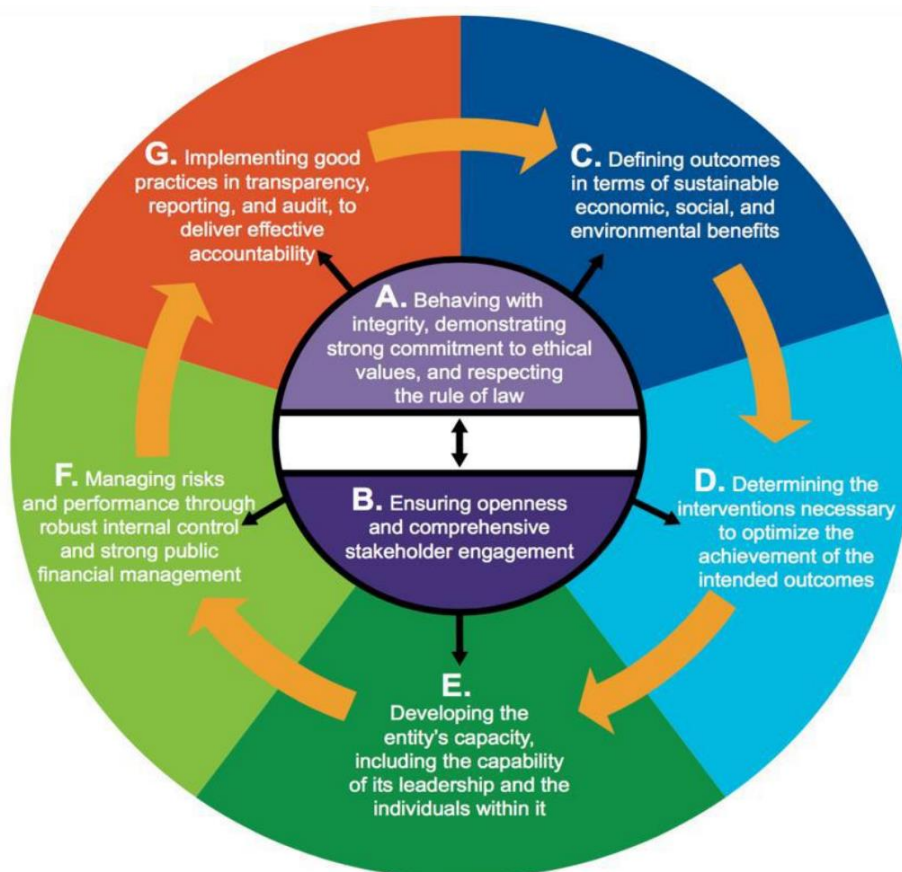 G. Implementing good
practices in transparency,
reporting, and audit, to
deliver effective
accountability
C. Defining outcomes
in terms of sustainable
economic, social, and
environmental benefits
A. Behaving with
integrity, demonstrating
strong commitment to ethical
values, and respecting
the rule of law
F. Managing risks
and performance through
robust internal control
and strong public
financial management
B. Ensuring openness
and comprehensive
stakeholder engagement
D. Determining the
interventions necessary
to optimize the
achievement of the
intended outcomes
E.
Developing the
entity's capacity,
including the capability
of its leadership and the
individuals within it